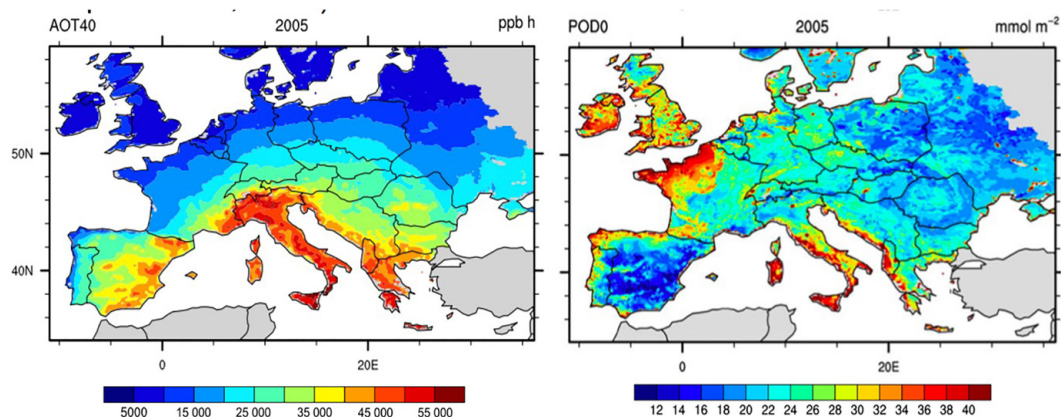 AOT40 2005 ppb h
50N
40N
0 20E
5000 15 000 25 000 35 000 45 000 55 000
POD0 2005 mmol m⁻²
0 20E
12 14 16 18 20 22 24 26 28 30 32 34 36 38 40